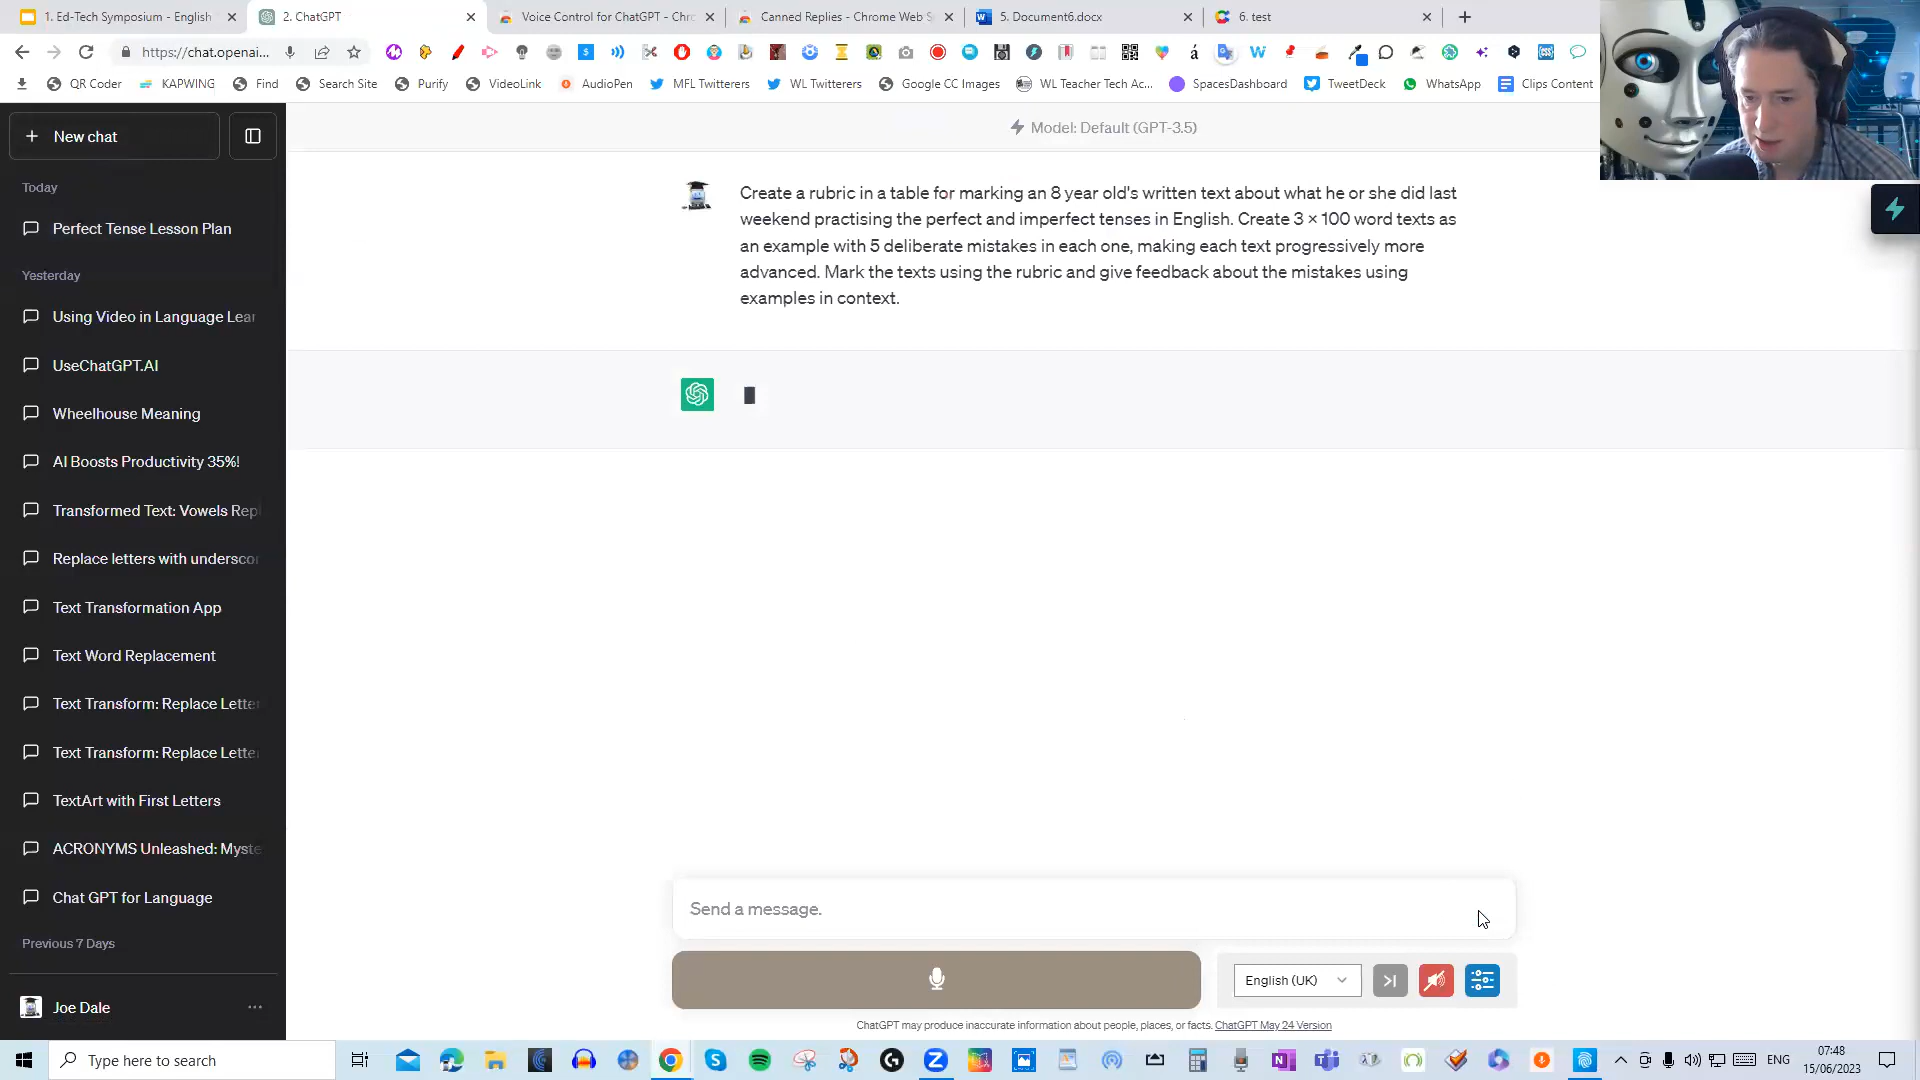 1. Ed-Tech Symposium - English
2. ChatGPT
Voice Control for ChatGPT - Chr
Canned Replies - Chrome Web S
5. Document6.docx
6. test
https://chat.openai...
QR Coder
KAPWING
Find
Search Site
Purify
VideoLink
AudioPen
MFL Twitterers
WL Twitterers
Google CC Images
WL Teacher Tech Ac...
SpacesDashboard
TweetDeck
WhatsApp
Clips Content
New chat
Model: Default (GPT-3.5)
Today
Perfect Tense Lesson Plan
Yesterday
Using Video in Language Lear
UseChatGPT.AI
Wheelhouse Meaning
AI Boosts Productivity 35%!
Transformed Text: Vowels Repl
Replace letters with underscor
Text Transformation App
Text Word Replacement
Text Transform: Replace Letter
Text Transform: Replace Letter
TextArt with First Letters
ACRONYMS Unleashed: Myste
Chat GPT for Language
Previous 7 Days
Joe Dale
Create a rubric in a table for marking an 8 year old's written text about what he or she did last
weekend practising the perfect and imperfect tenses in English. Create 3 × 100 word texts as
an example with 5 deliberate mistakes in each one, making each text progressively more
advanced. Mark the texts using the rubric and give feedback about the mistakes using
examples in context.
Send a message.
English (UK)
ChatGPT may produce inaccurate information about people, places, or facts. ChatGPT May 24 Version
Type here to search
ENG
07:48
15/06/2023